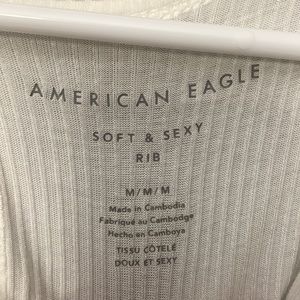 AMERICAN EAGLE
SOFT & SEXY
RIB
M/M/M
Made in Cambodia
Fabriqué au Cambodge
Hecho en Camboya
TISSU CÔTELÉ
DOUX ET SEXY